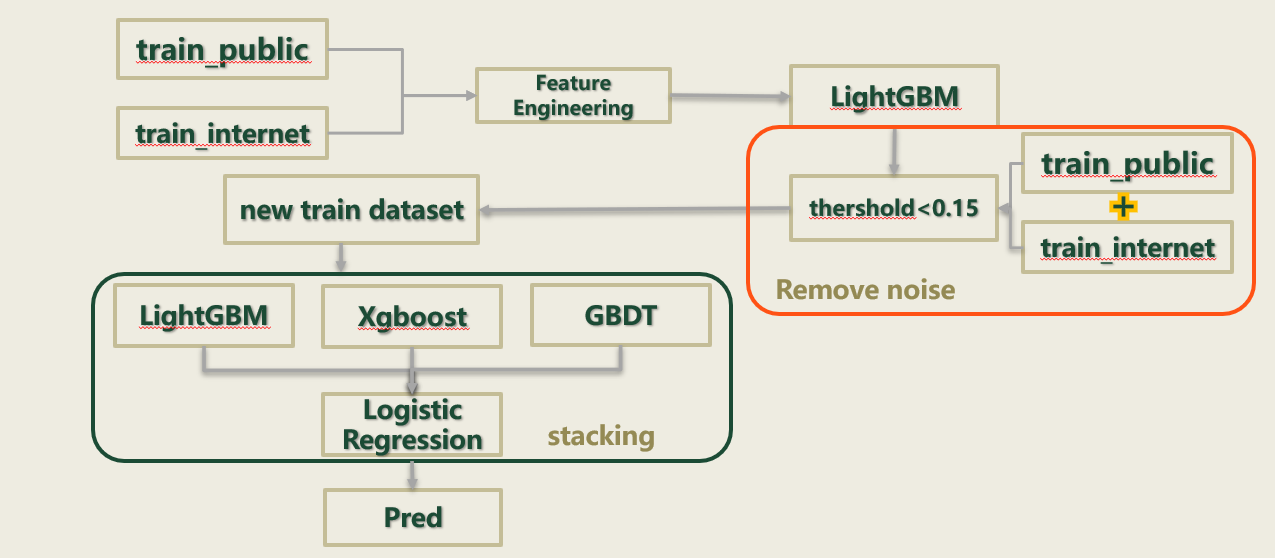 train_public
train_internet
Feature
Engineering
LightGBM
train_public
+
train_internet
thershold<0.15
Remove noise
new train dataset
LightGBM
Xgboost
GBDT
Logistic
Regression
stacking
Pred